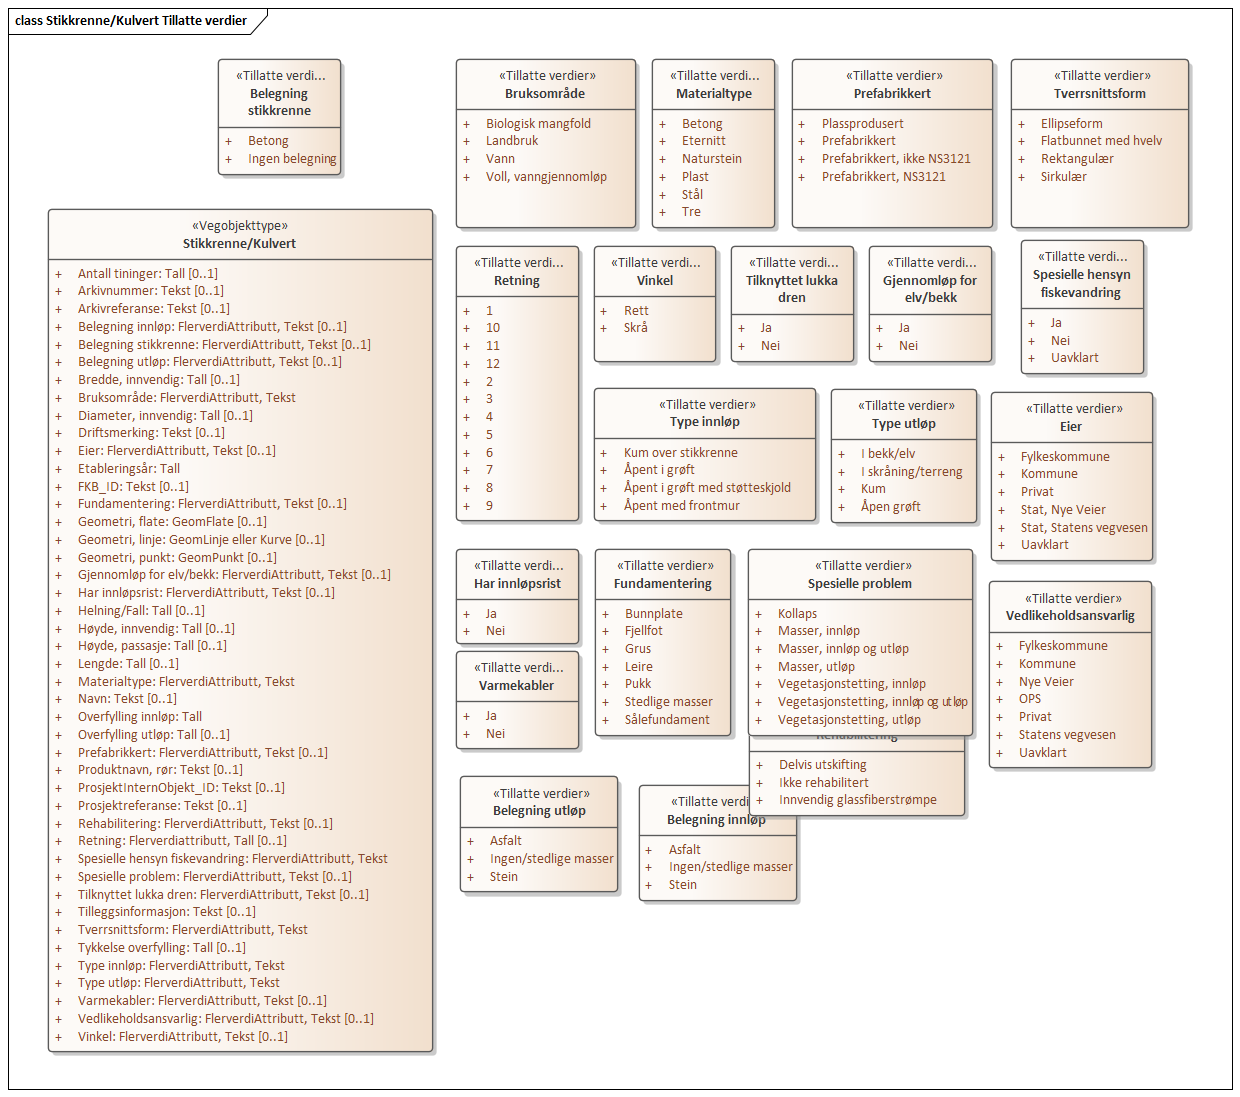 class Stikkrenne/Kulvert Tillatte verdier
«Tillatte verdi...
Belegning
stikkrenne
+ Betong
+ Ingen belegning
«Tillatte verdier»
Bruksområde
+ Biologisk mangfold
+ Landbruk
+ Vann
+ Voll, vanngjennomløp
«Tillatte verdi...
Materialtype
+ Betong
+ Eternitt
+ Naturstein
+ Plast
+ Stål
+ Tre
«Tillatte verdier»
Prefabrikkert
+ Plassprodusert
+ Prefabrikkert
+ Prefabrikkert, ikke NS3121
+ Prefabrikkert, NS3121
«Tillatte verdier»
Tverrsnittsform
+ Ellipseform
+ Flatbunnet med hvelv
+ Rektangulær
+ Sirkulær
«Vegobjekttype»
Stikkrenne/Kulvert
+ Antall tininger: Tall [0..1]
+ Arkivnummer: Tekst [0..1]
+ Arkivreferanse: Tekst [0..1]
+ Belegning innløp: FlerverdiAttributt, Tekst [0..1]
+ Belegning stikkrenne: FlerverdiAttributt, Tekst [0..1]
+ Belegning utløp: FlerverdiAttributt, Tekst [0..1]
+ Bredde, innvendig: Tall [0..1]
+ Bruksområde: FlerverdiAttributt, Tekst
+ Diameter, innvendig: Tall [0..1]
+ Driftsmerking: Tekst [0..1]
+ Eier: FlerverdiAttributt, Tekst [0..1]
+ Etableringsår: Tall
+ FKB_ID: Tekst [0..1]
+ Fundamentering: FlerverdiAttributt, Tekst [0..1]
+ Geometri, flate: GeomFlate [0..1]
+ Geometri, linje: GeomLinje eller Kurve [0..1]
+ Geometri, punkt: GeomPunkt [0..1]
+ Gjennomløp for elv/bekk: FlerverdiAttributt, Tekst [0..1]
+ Har innløpsrist: FlerverdiAttributt, Tekst [0..1]
+ Helning/Fall: Tall [0..1]
+ Høyde, innvendig: Tall [0..1]
+ Høyde, passasje: Tall [0..1]
+ Lengde: Tall [0..1]
+ Materialtype: FlerverdiAttributt, Tekst
+ Navn: Tekst [0..1]
+ Overfylling innløp: Tall
+ Overfylling utløp: Tall [0..1]
+ Prefabrikkert: FlerverdiAttributt, Tekst [0..1]
+ Produktnavn, rør: Tekst [0..1]
+ ProsjektInternObjekt_ID: Tekst [0..1]
+ Prosjektreferanse: Tekst [0..1]
+ Rehabilitering: FlerverdiAttributt, Tekst [0..1]
+ Retning: Flerverdiattributt, Tall [0..1]
+ Spesielle hensyn fiskevandring: FlerverdiAttributt, Tekst
+ Spesielle problem: FlerverdiAttributt, Tekst [0..1]
+ Tilknyttet lukka dren: FlerverdiAttributt, Tekst [0..1]
+ Tilleggsinformasjon: Tekst [0..1]
+ Tverrsnittsform: FlerverdiAttributt, Tekst
+ Tykkelse overfylling: Tall [0..1]
+ Type innløp: FlerverdiAttributt, Tekst
+ Type utløp: FlerverdiAttributt, Tekst
+ Varmekabler: FlerverdiAttributt, Tekst [0..1]
+ Vedlikeholdsansvarlig: FlerverdiAttributt, Tekst [0..1]
+ Vinkel: FlerverdiAttributt, Tekst [0..1]
«Tillatte verdi...
Retning
+ 1
+ 10
+ 11
+ 12
+ 2
+ 3
+ 4
+ 5
+ 6
+ 7
+ 8
+ 9
«Tillatte verdi...
Vinkel
+ Rett
+ Skrå
«Tillatte verdi...
Tilknyttet lukka
dren
+ Ja
+ Nei
«Tillatte verdi...
Gjennomløp for
elv/bekk
+ Ja
+ Nei
«Tillatte verdi...
Spesielle hensyn
fiskevandring
+ Ja
+ Nei
+ Uavklart
«Tillatte verdier»
Type innløp
+ Kum over stikkrenne
+ Åpent i grøft
+ Åpent i grøft med støtteskjold
+ Åpent med frontmur
«Tillatte verdier»
Type utløp
+ I bekk/elv
+ I skråning/terreng
+ Kum
+ Åpen grøft
«Tillatte verdier»
Eier
+ Fylkeskommune
+ Kommune
+ Privat
+ Stat, Nye Veier
+ Stat, Statens vegvesen
+ Uavklart
«Tillatte verdi...
Har innløpsrist
+ Ja
+ Nei
«Tillatte verdier»
Fundamentering
+ Bunnplate
+ Fjellfot
+ Grus
+ Leire
+ Pukk
+ Stedlige masser
+ Sålefundament
«Tillatte verdier»
Spesielle problem
+ Kollaps
+ Masser, innløp
+ Masser, innløp og utløp
+ Masser, utløp
+ Vegetasjonstetting, innløp
+ Vegetasjonstetting, innløp og utløp
+ Vegetasjonstetting, utløp
«Tillatte verdier»
Vedlikeholdsansvarlig
+ Fylkeskommune
+ Kommune
+ Nye Veier
+ OPS
+ Privat
+ Statens vegvesen
+ Uavklart
«Tillatte verdi...
Varmekabler
+ Ja
+ Nei
Rehabilitering
+ Delvis utskifting
+ Ikke rehabilitert
+ Innvendig glassfiberstrømpe
«Tillatte verdier»
Belegning utløp
+ Asfalt
+ Ingen/stedlige masser
+ Stein
«Tillatte verdi
Belegning innløp
+ Asfalt
+ Ingen/stedlige masser
+ Stein